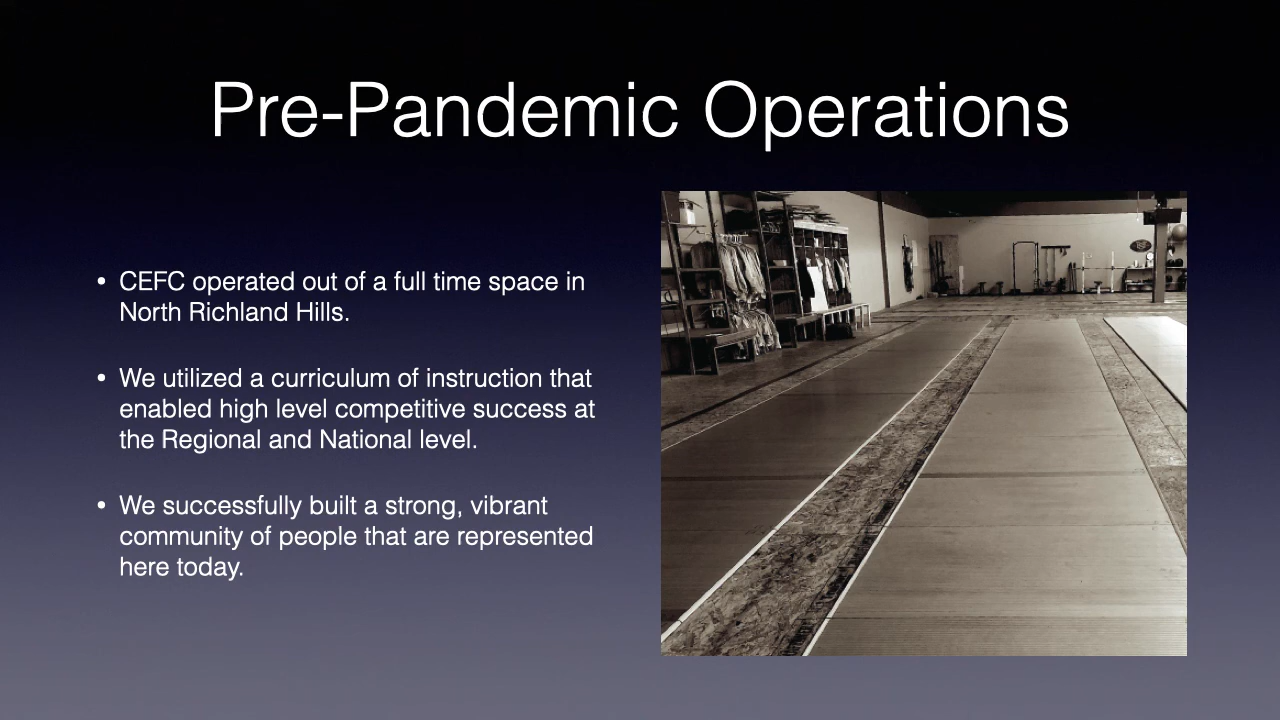 Pre-Pandemic Operations
• CEFC operated out of a full time space in
North Richland Hills.
• We utilized a curriculum of instruction that
enabled high level competitive success at
the Regional and National level.
• We successfully built a strong, vibrant
community of people that are represented
here today.